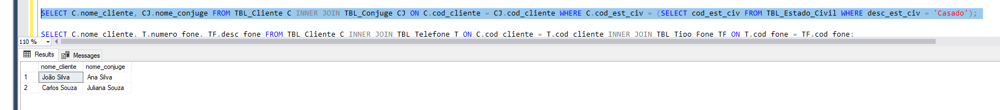 SELECT C.nome_cliente, CJ.nome_conjuge FROM TBL_Cliente C INNER JOIN TBL_Conjuge CJ ON C.cod_cliente = CJ.cod_cliente WHERE C.cod_est_civ = (SELECT cod_est_civ FROM TBL_Estado_Civil WHERE desc_est_civ = 'Casado');
SELECT C.nome_cliente, T.numero_fone, TF.desc_fone FROM TBL_Cliente C INNER JOIN TBL_Telefone T ON C.cod_cliente = T.cod_cliente INNER JOIN TBL_Tipo_Fone TF ON T.cod_fone = TF.cod_fone;
110 %
Results Messages
nome_cliente nome_conjuge
1 João Silva Ana Silva
2 Carlos Souza Juliana Souza